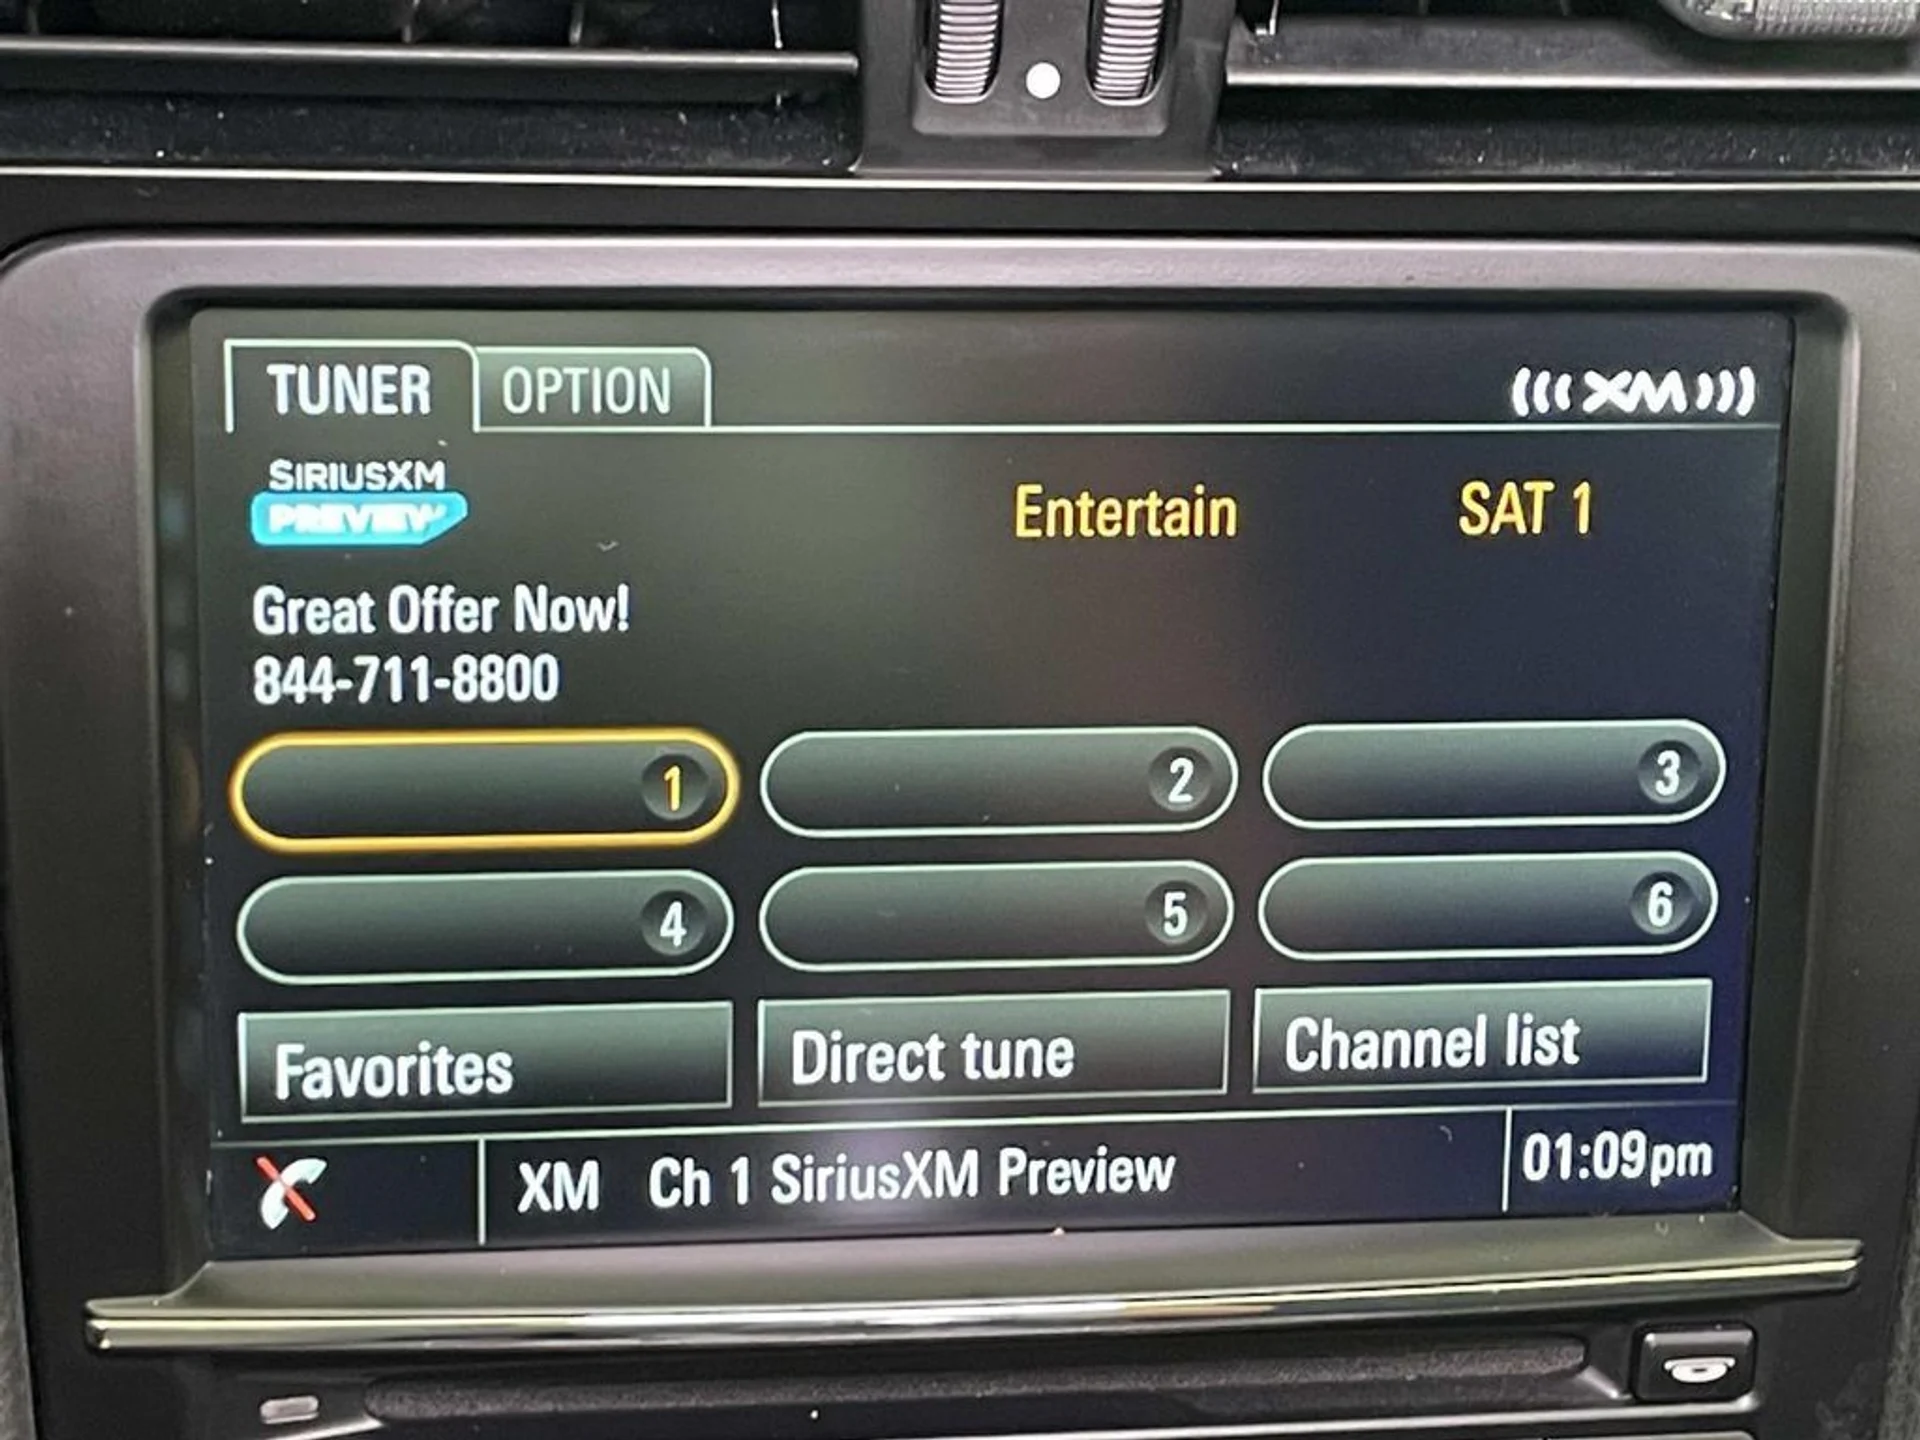 TUNER OPTION (((XM)))
SIRIUSXM
PREVIEW Entertain SAT 1
Great Offer Now!
844-711-8800
1 2 3
4 5 6
Favorites Direct tune Channel list
XM Ch 1 SiriusXM Preview 01:09pm